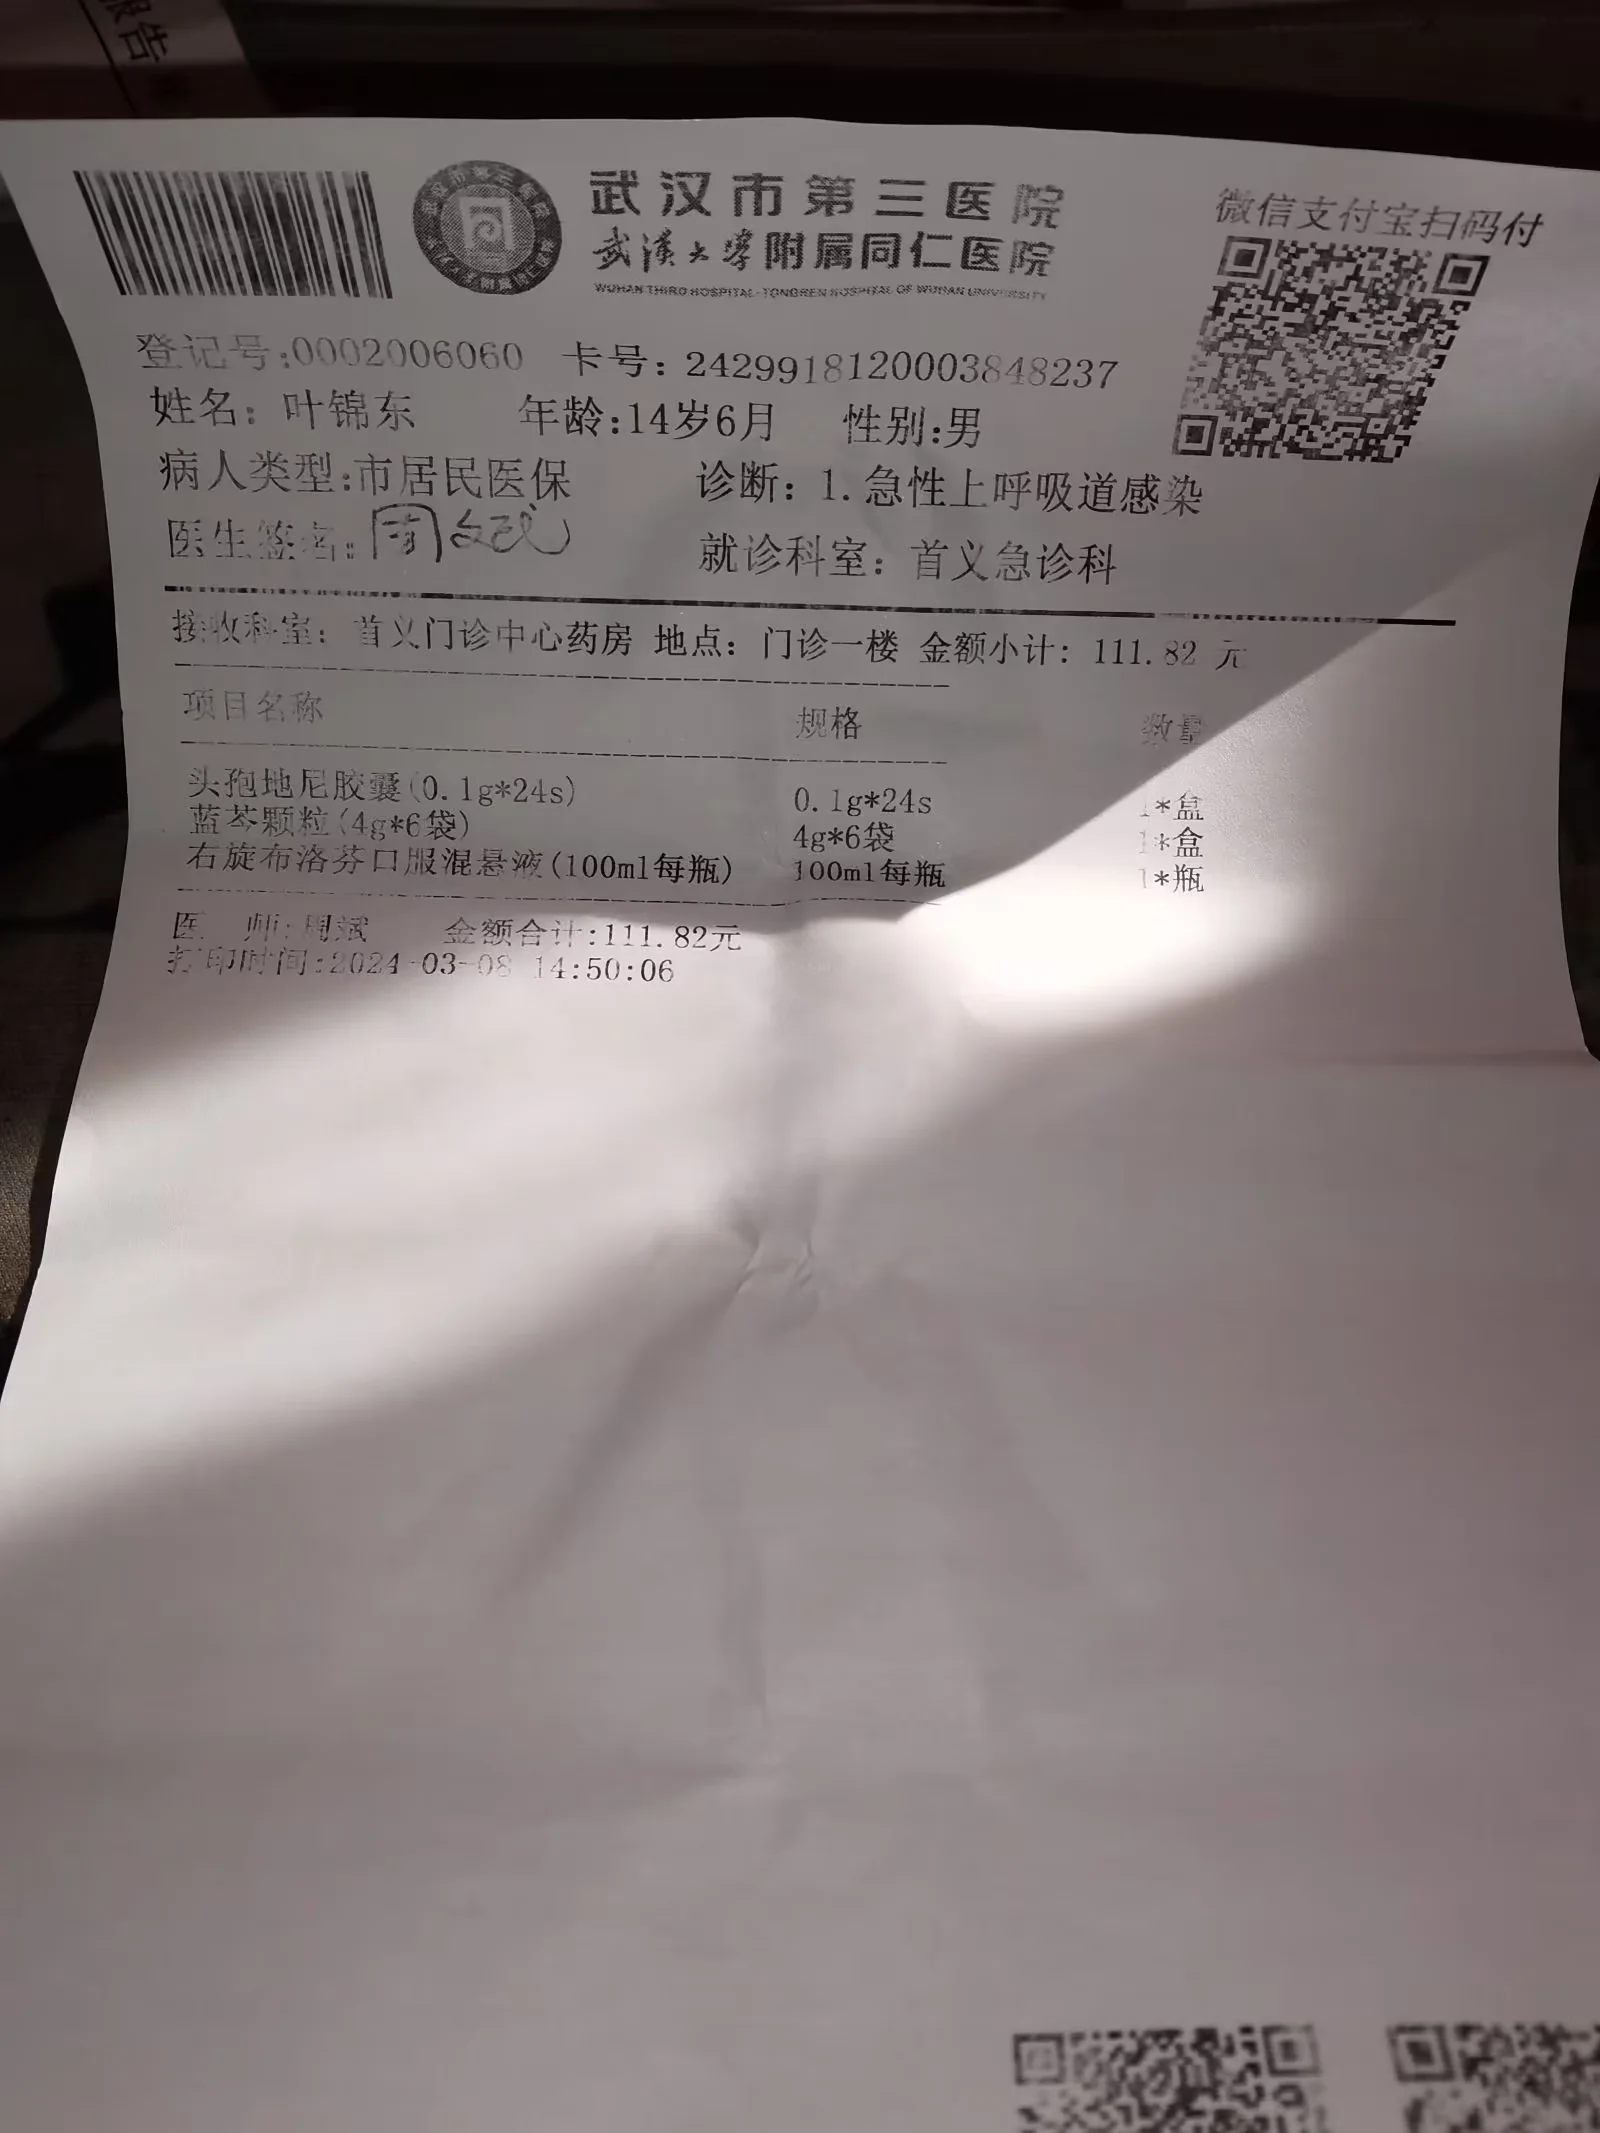 报告
武汉市第三医院
武漢大学附属同仁医院
WUHAN THIRD HOSPITAL-TONGREN HOSPITAL OF WUHAN UNIVERSITY
微信支付宝扫码付
登记号:0002006060 卡号：2429918120003848237
姓名：叶锦东 年龄:14岁6月 性别:男
病人类型:市居民医保 诊断：1.急性上呼吸道感染
医生签名: 周斌
就诊科室：首义急诊科
接收科室：首义门诊中心药房 地点：门诊一楼 金额小计：111.82 元
项目名称 规格 数量
头孢地尼胶囊(0.1g*24s) 0.1g*24s 1*盒
蓝芩颗粒(4g*6袋) 4g*6袋 1*盒
右旋布洛芬口服混悬液(100ml每瓶) 100ml每瓶 1*瓶
医 师:周斌 金额合计:111.82元
打印时间:2024-03-08 14:50:06